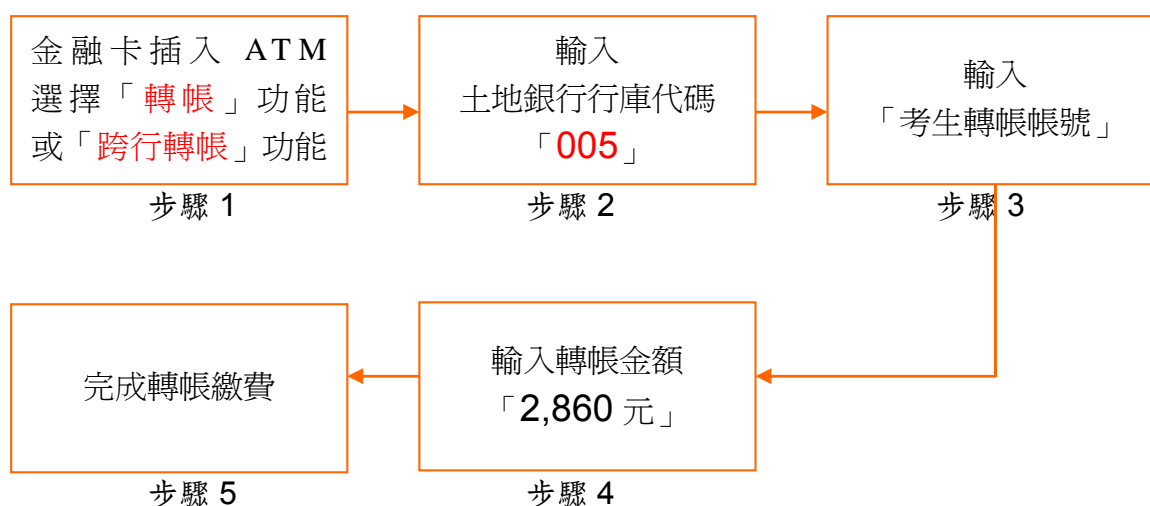 金融卡插入 ATM
選擇「轉帳」功能
或「跨行轉帳」功能
步驟 1
輸入
土地銀行行庫代碼
「005」
步驟 2
輸入
「考生轉帳帳號」
步驟 3
輸入轉帳金額
「2,860 元」
步驟 4
完成轉帳繳費
步驟 5